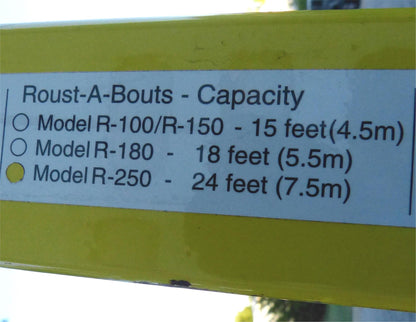 Roust-A-Bouts - Capacity
Model R-100/R-150 - 15 feet(4.5m)
Model R-180 - 18 feet (5.5m)
Model R-250 - 24 feet (7.5m)